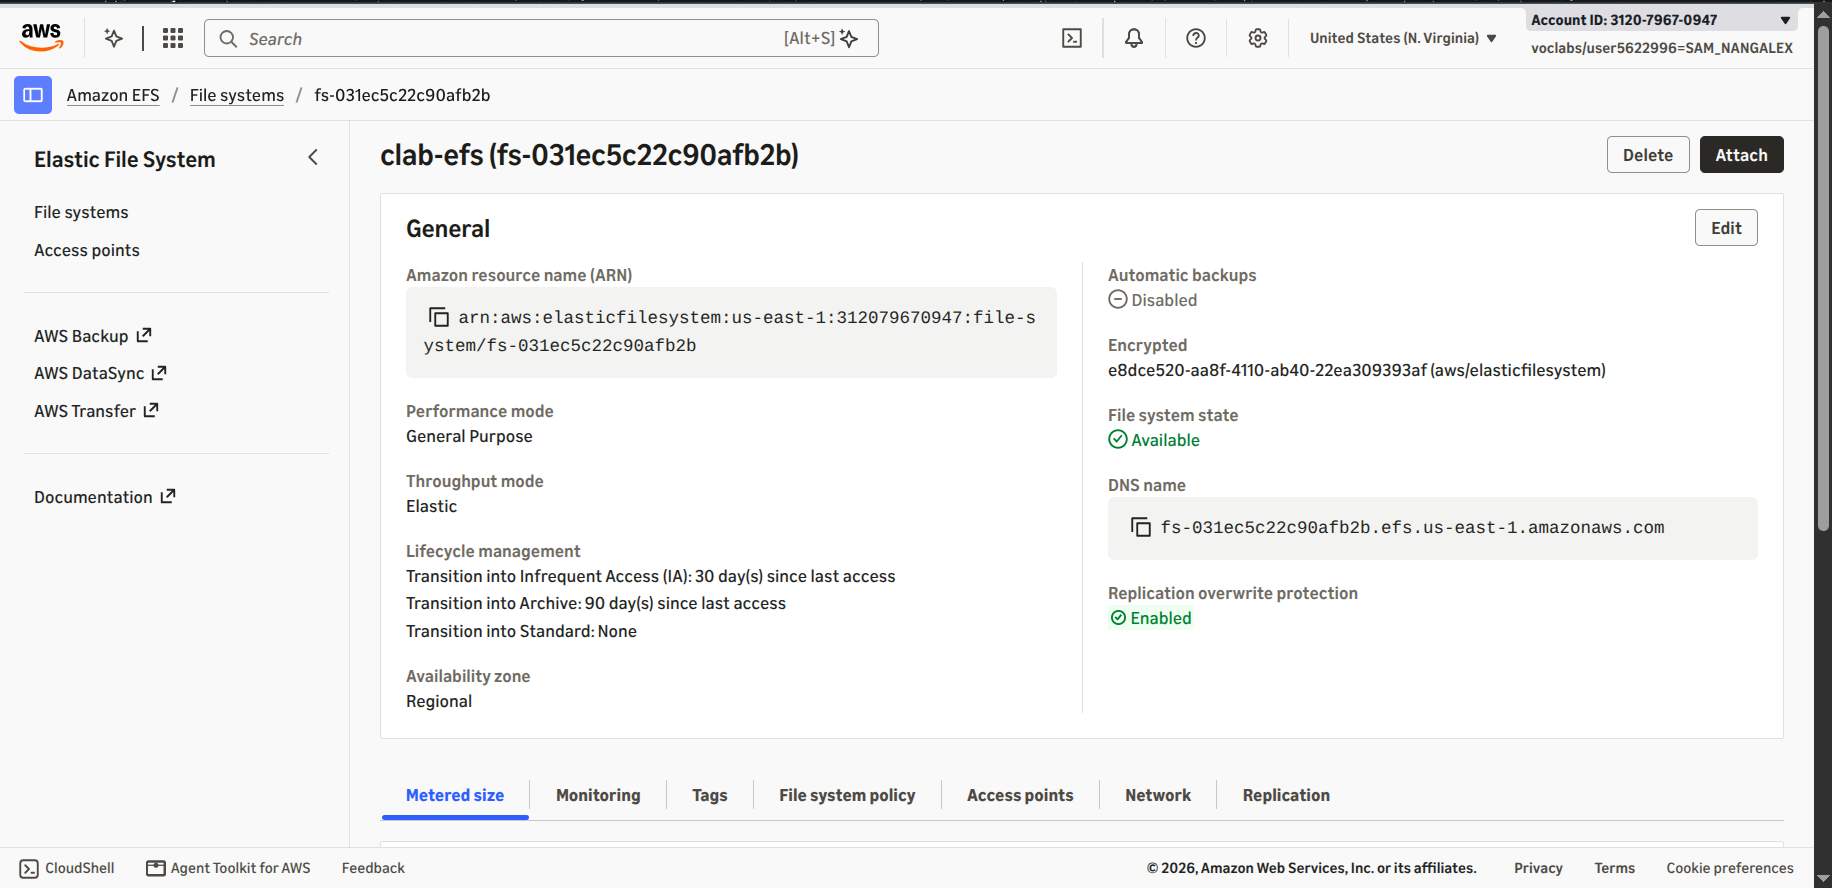 aws
Search
[Alt+S]
United States (N. Virginia)
Account ID: 3120-7967-0947
voclabs/user5622996=SAM_NANGALEX
Amazon EFS / File systems / fs-031ec5c22c90afb2b
Elastic File System
File systems
Access points
AWS Backup
AWS DataSync
AWS Transfer
Documentation
clab-efs (fs-031ec5c22c90afb2b)
Delete
Attach
General
Edit
Amazon resource name (ARN)
arn:aws:elasticfilesystem:us-east-1:312079670947:file-s
ystem/fs-031ec5c22c90afb2b
Performance mode
General Purpose
Throughput mode
Elastic
Lifecycle management
Transition into Infrequent Access (IA): 30 day(s) since last access
Transition into Archive: 90 day(s) since last access
Transition into Standard: None
Availability zone
Regional
Automatic backups
Disabled
Encrypted
e8dce520-aa8f-4110-ab40-22ea309393af (aws/elasticfilesystem)
File system state
Available
DNS name
fs-031ec5c22c90afb2b.efs.us-east-1.amazonaws.com
Replication overwrite protection
Enabled
Metered size
Monitoring
Tags
File system policy
Access points
Network
Replication
CloudShell
Agent Toolkit for AWS
Feedback
© 2026, Amazon Web Services, Inc. or its affiliates.
Privacy
Terms
Cookie preferences